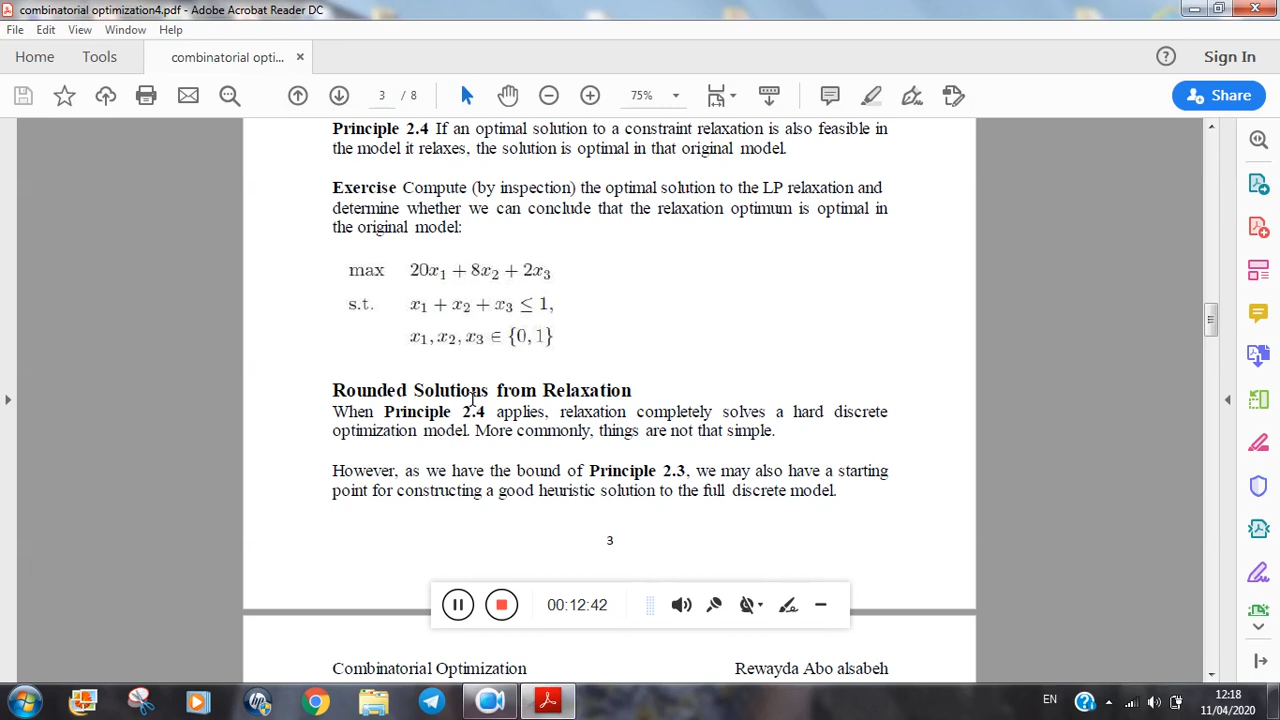 combinatorial optimization4.pdf - Adobe Acrobat Reader DC
File Edit View Window Help
Home Tools combinatorial opti... Sign In
3 / 8 75% Share
Principle 2.4 If an optimal solution to a constraint relaxation is also feasible in
the model it relaxes, the solution is optimal in that original model.
Exercise Compute (by inspection) the optimal solution to the LP relaxation and
determine whether we can conclude that the relaxation optimum is optimal in
the original model:
max 20x₁ + 8x₂ + 2x₃
s.t. x₁ + x₂ + x₃ ≤ 1,
x₁, x₂, x₃ ∈ {0, 1}
Rounded Solutions from Relaxation
When Principle 2.4 applies, relaxation completely solves a hard discrete
optimization model. More commonly, things are not that simple.
However, as we have the bound of Principle 2.3, we may also have a starting
point for constructing a good heuristic solution to the full discrete model.
3
00:12:42
Combinatorial Optimization Rewayda Abo alsabeh
EN 12:18
11/04/2020